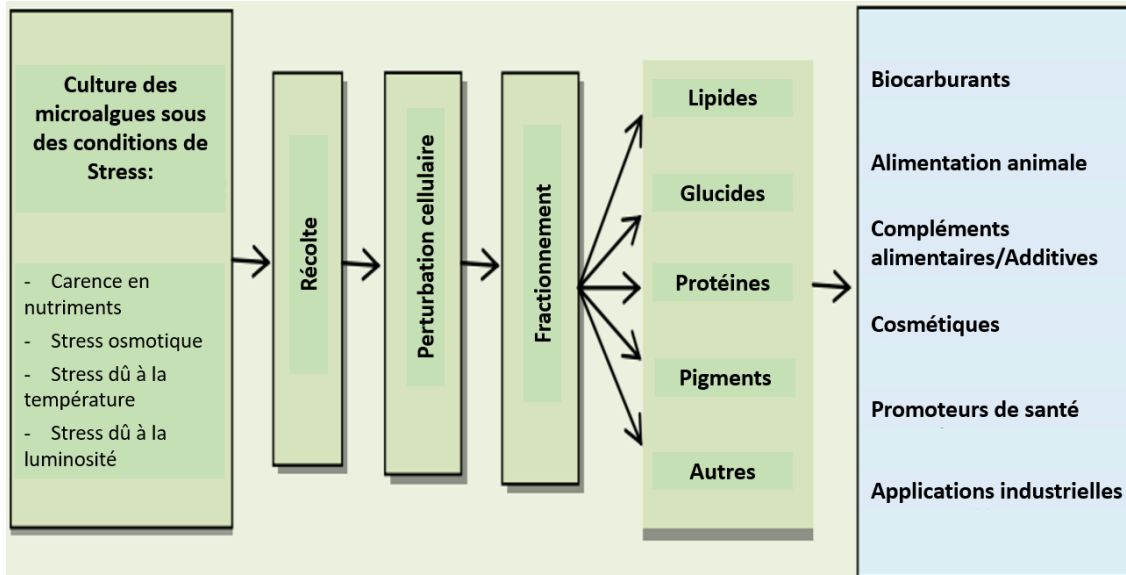 Culture des
microalgues sous
des conditions de
Stress:
- Carence en
nutriments
- Stress osmotique
- Stress dû à la
température
- Stress dû à la
luminosité
Récolte
Perturbation cellulaire
Fractionnement
Lipides
Glucides
Protéines
Pigments
Autres
Biocarburants
Alimentation animale
Compléments
alimentaires/Additives
Cosmétiques
Promoteurs de santé
Applications industrielles